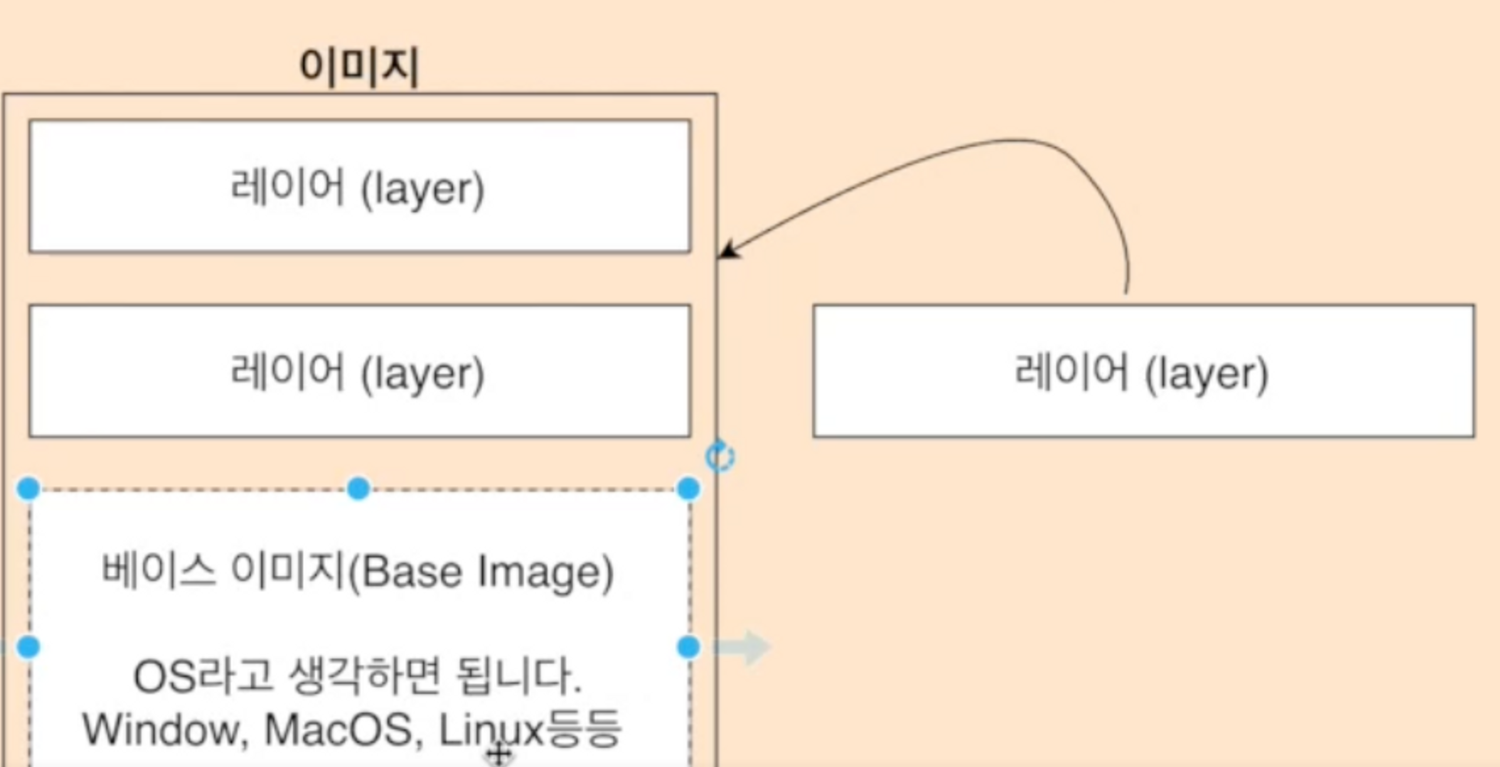 이미지
레이어 (layer)
레이어 (layer)
레이어 (layer)
베이스 이미지(Base Image)
OS라고 생각하면 됩니다.
Window, MacOS, Linux등등